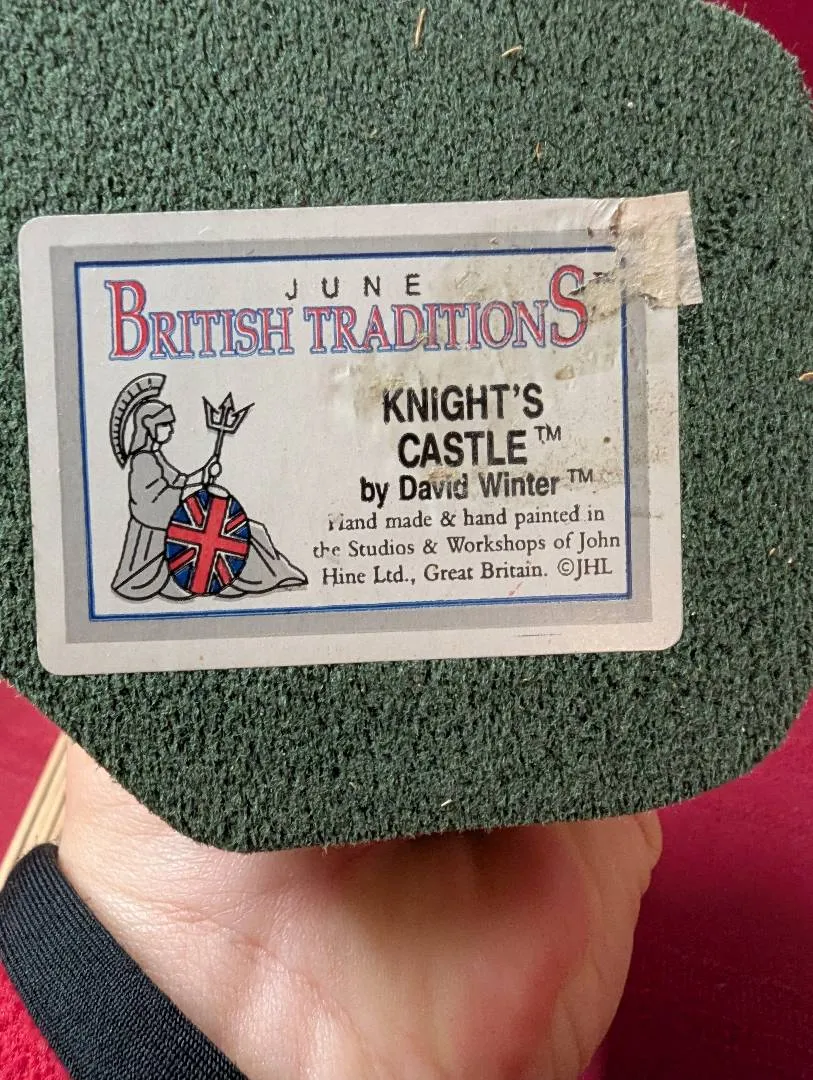 JUNE
BRITISH TRADITIONS™
KNIGHT'S
CASTLE™
by David Winter™
Hand made & hand painted in
the Studios & Workshops of John
Hine Ltd., Great Britain. ©JHL